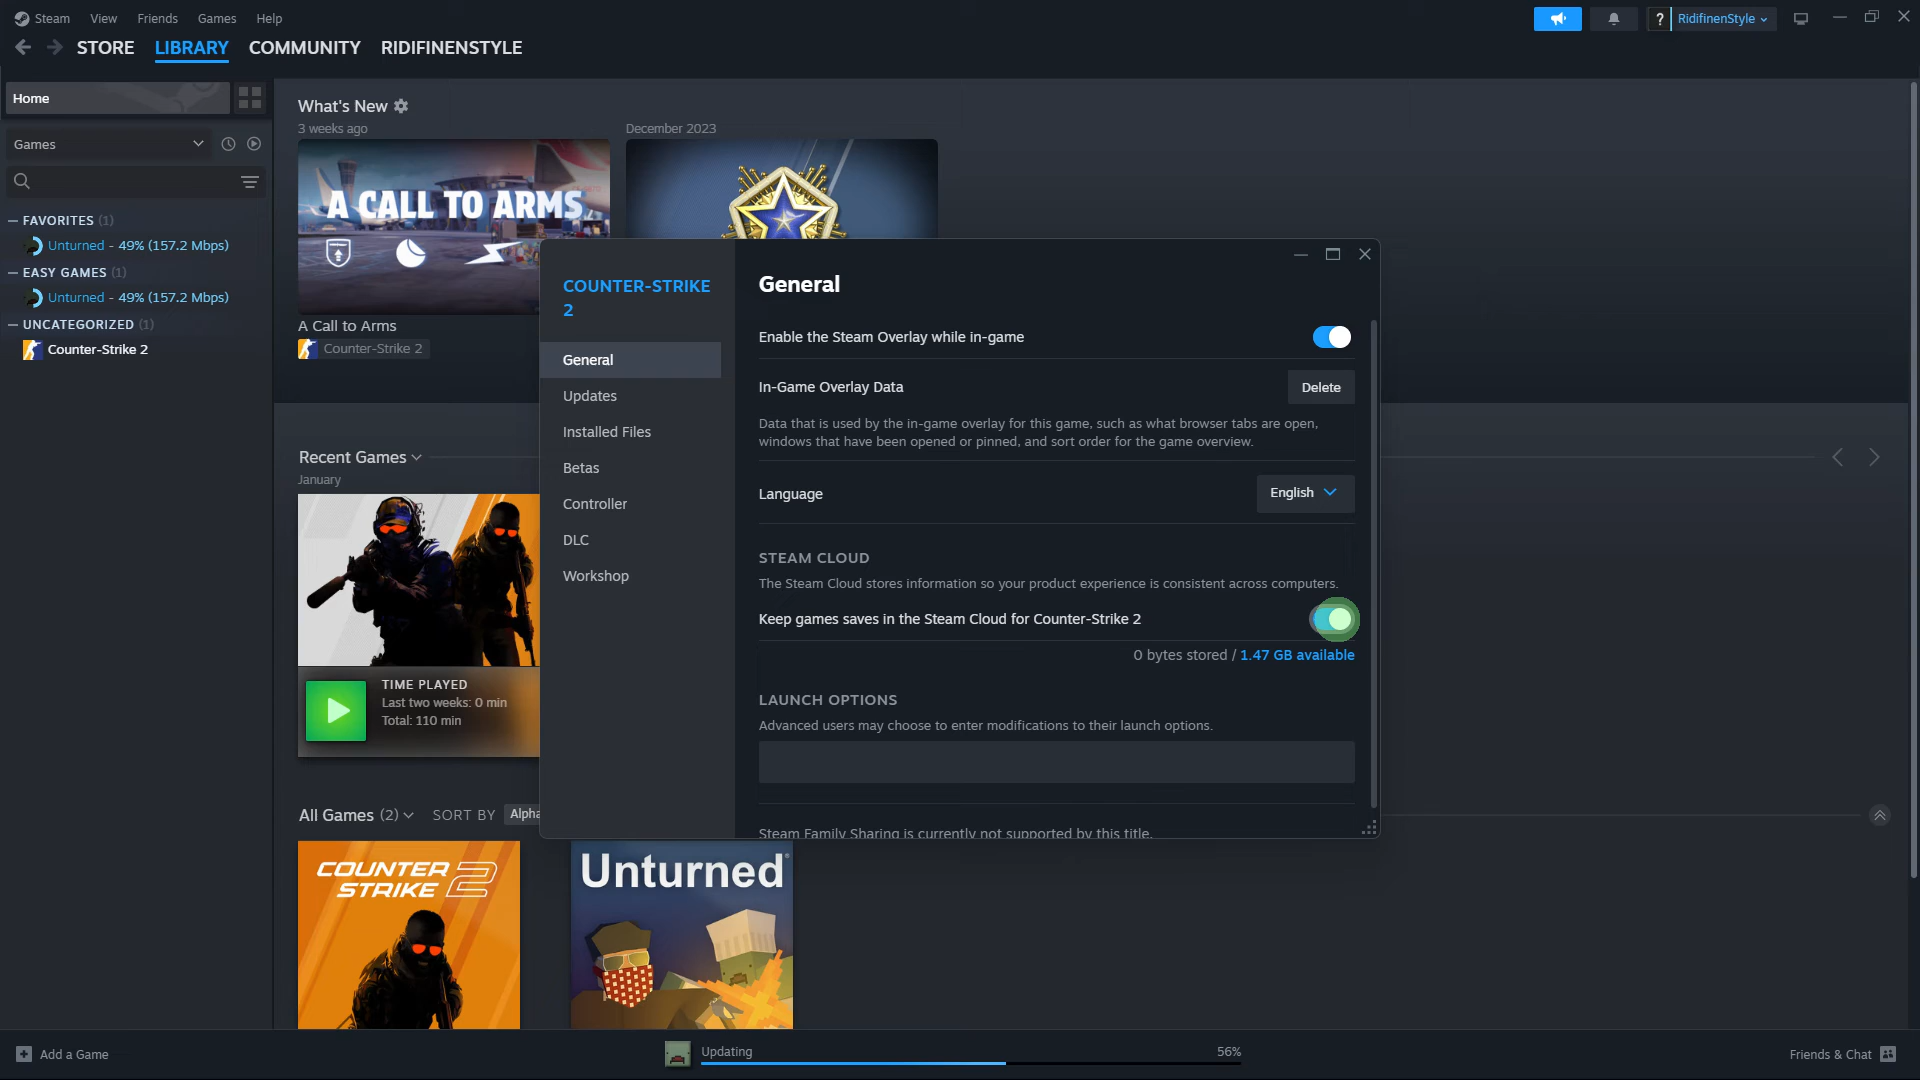 Steam View Friends Games Help
? RidifinenStyle
STORE LIBRARY COMMUNITY RIDIFINENSTYLE
Home
Games
FAVORITES (1)
Unturned - 49% (157.2 Mbps)
EASY GAMES (1)
Unturned - 49% (157.2 Mbps)
UNCATEGORIZED (1)
Counter-Strike 2
What's New
3 weeks ago
December 2023
A CALL TO ARMS
A Call to Arms
Counter-Strike 2
Recent Games
January
TIME PLAYED
Last two weeks: 0 min
Total: 110 min
All Games (2) SORT BY Alpha
COUNTER
STRIKE 2
Unturned
COUNTER-STRIKE
2
General
Updates
Installed Files
Betas
Controller
DLC
Workshop
General
Enable the Steam Overlay while in-game
In-Game Overlay Data
Delete
Data that is used by the in-game overlay for this game, such as what browser tabs are open,
windows that have been opened or pinned, and sort order for the game overview.
Language
English
STEAM CLOUD
The Steam Cloud stores information so your product experience is consistent across computers.
Keep games saves in the Steam Cloud for Counter-Strike 2
0 bytes stored / 1.47 GB available
LAUNCH OPTIONS
Advanced users may choose to enter modifications to their launch options.
Steam Family Sharing is currently not supported by this title.
Add a Game
Updating
56%
Friends & Chat